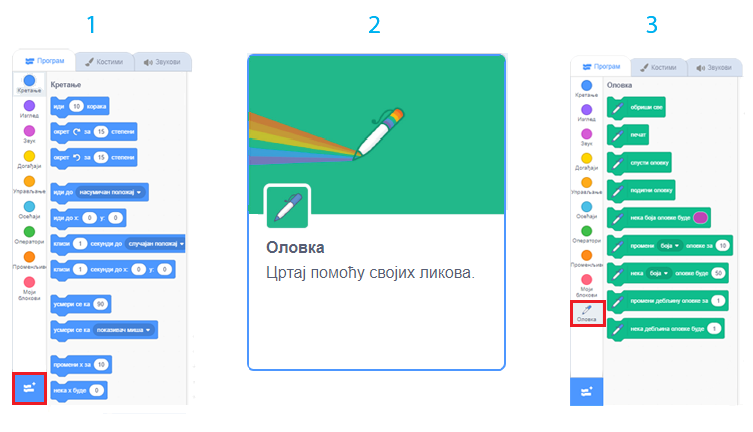 1
Програм Костими Звукови
Кретање
Изглед
Звук
Догађаји
Управљање
Осећаји
Оператори
Променљиве
Моји блокови
Кретање
иди 10 корака
окрет за 15 степени
окрет за 15 степени
иди до насумичан положај
иди до x: 0 y: 0
клизи 1 секунди до случајан положај
клизи 1 секунди до x: 0 y: 0
усмери се ка 90
усмери се ка показивач миша
промени x за 10
нека x буде 0
2
Оловка
Цртај помоћу својих ликова.
3
Програм Костими Звукови
Кретање
Изглед
Звук
Догађаји
Управљање
Осећаји
Оператори
Променљиве
Моји
блокови
Оловка
Оловка
обриши све
печат
спусти оловку
подигни оловку
нека боја оловке буде
промени боја оловке за 10
нека боја оловке буде 50
промени дебљину оловке за 1
нека дебљина оловке буде 1